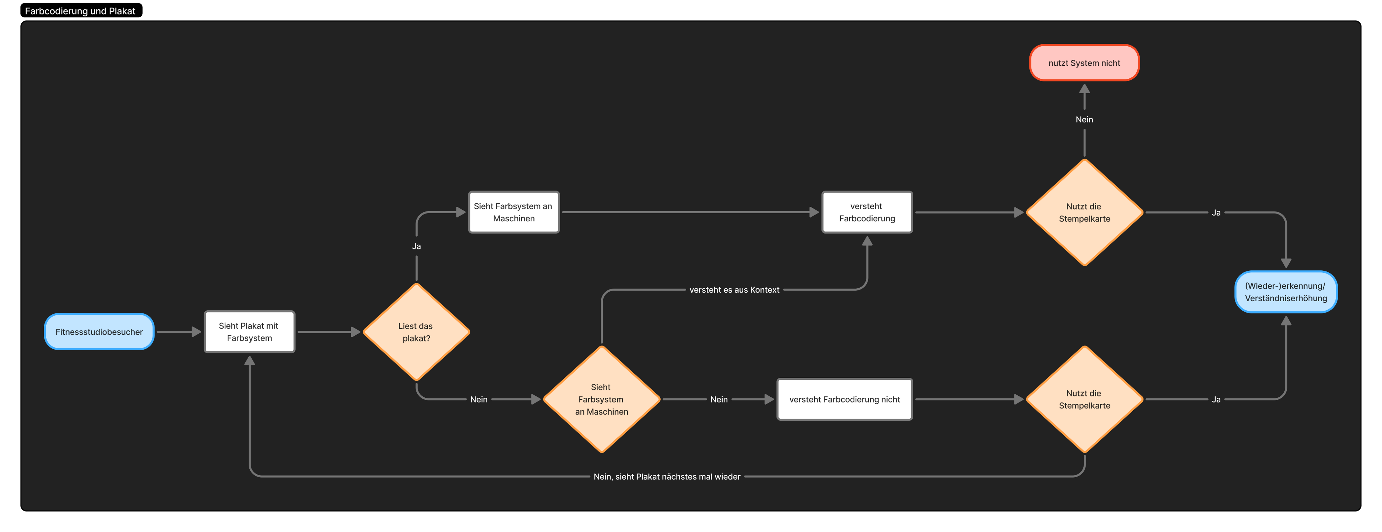 Farbcodierung und Plakat
nutzt System nicht
Nein
Sieht Farbsystem an
Maschinen
versteht
Farbcodierung
Nutzt die
Stempelkarte
Ja
Ja
versteht es aus Kontext
(Wieder-)erkennung/
Verständniserhöhung
Fitnessstudiobesucher
Sieht Plakat mit
Farbsystem
Liest das
plakat?
Nein
Sieht
Farbsystem
an Maschinen
Nein
versteht Farbcodierung nicht
Nutzt die
Stempelkarte
Ja
Nein, sieht Plakat nächstes mal wieder